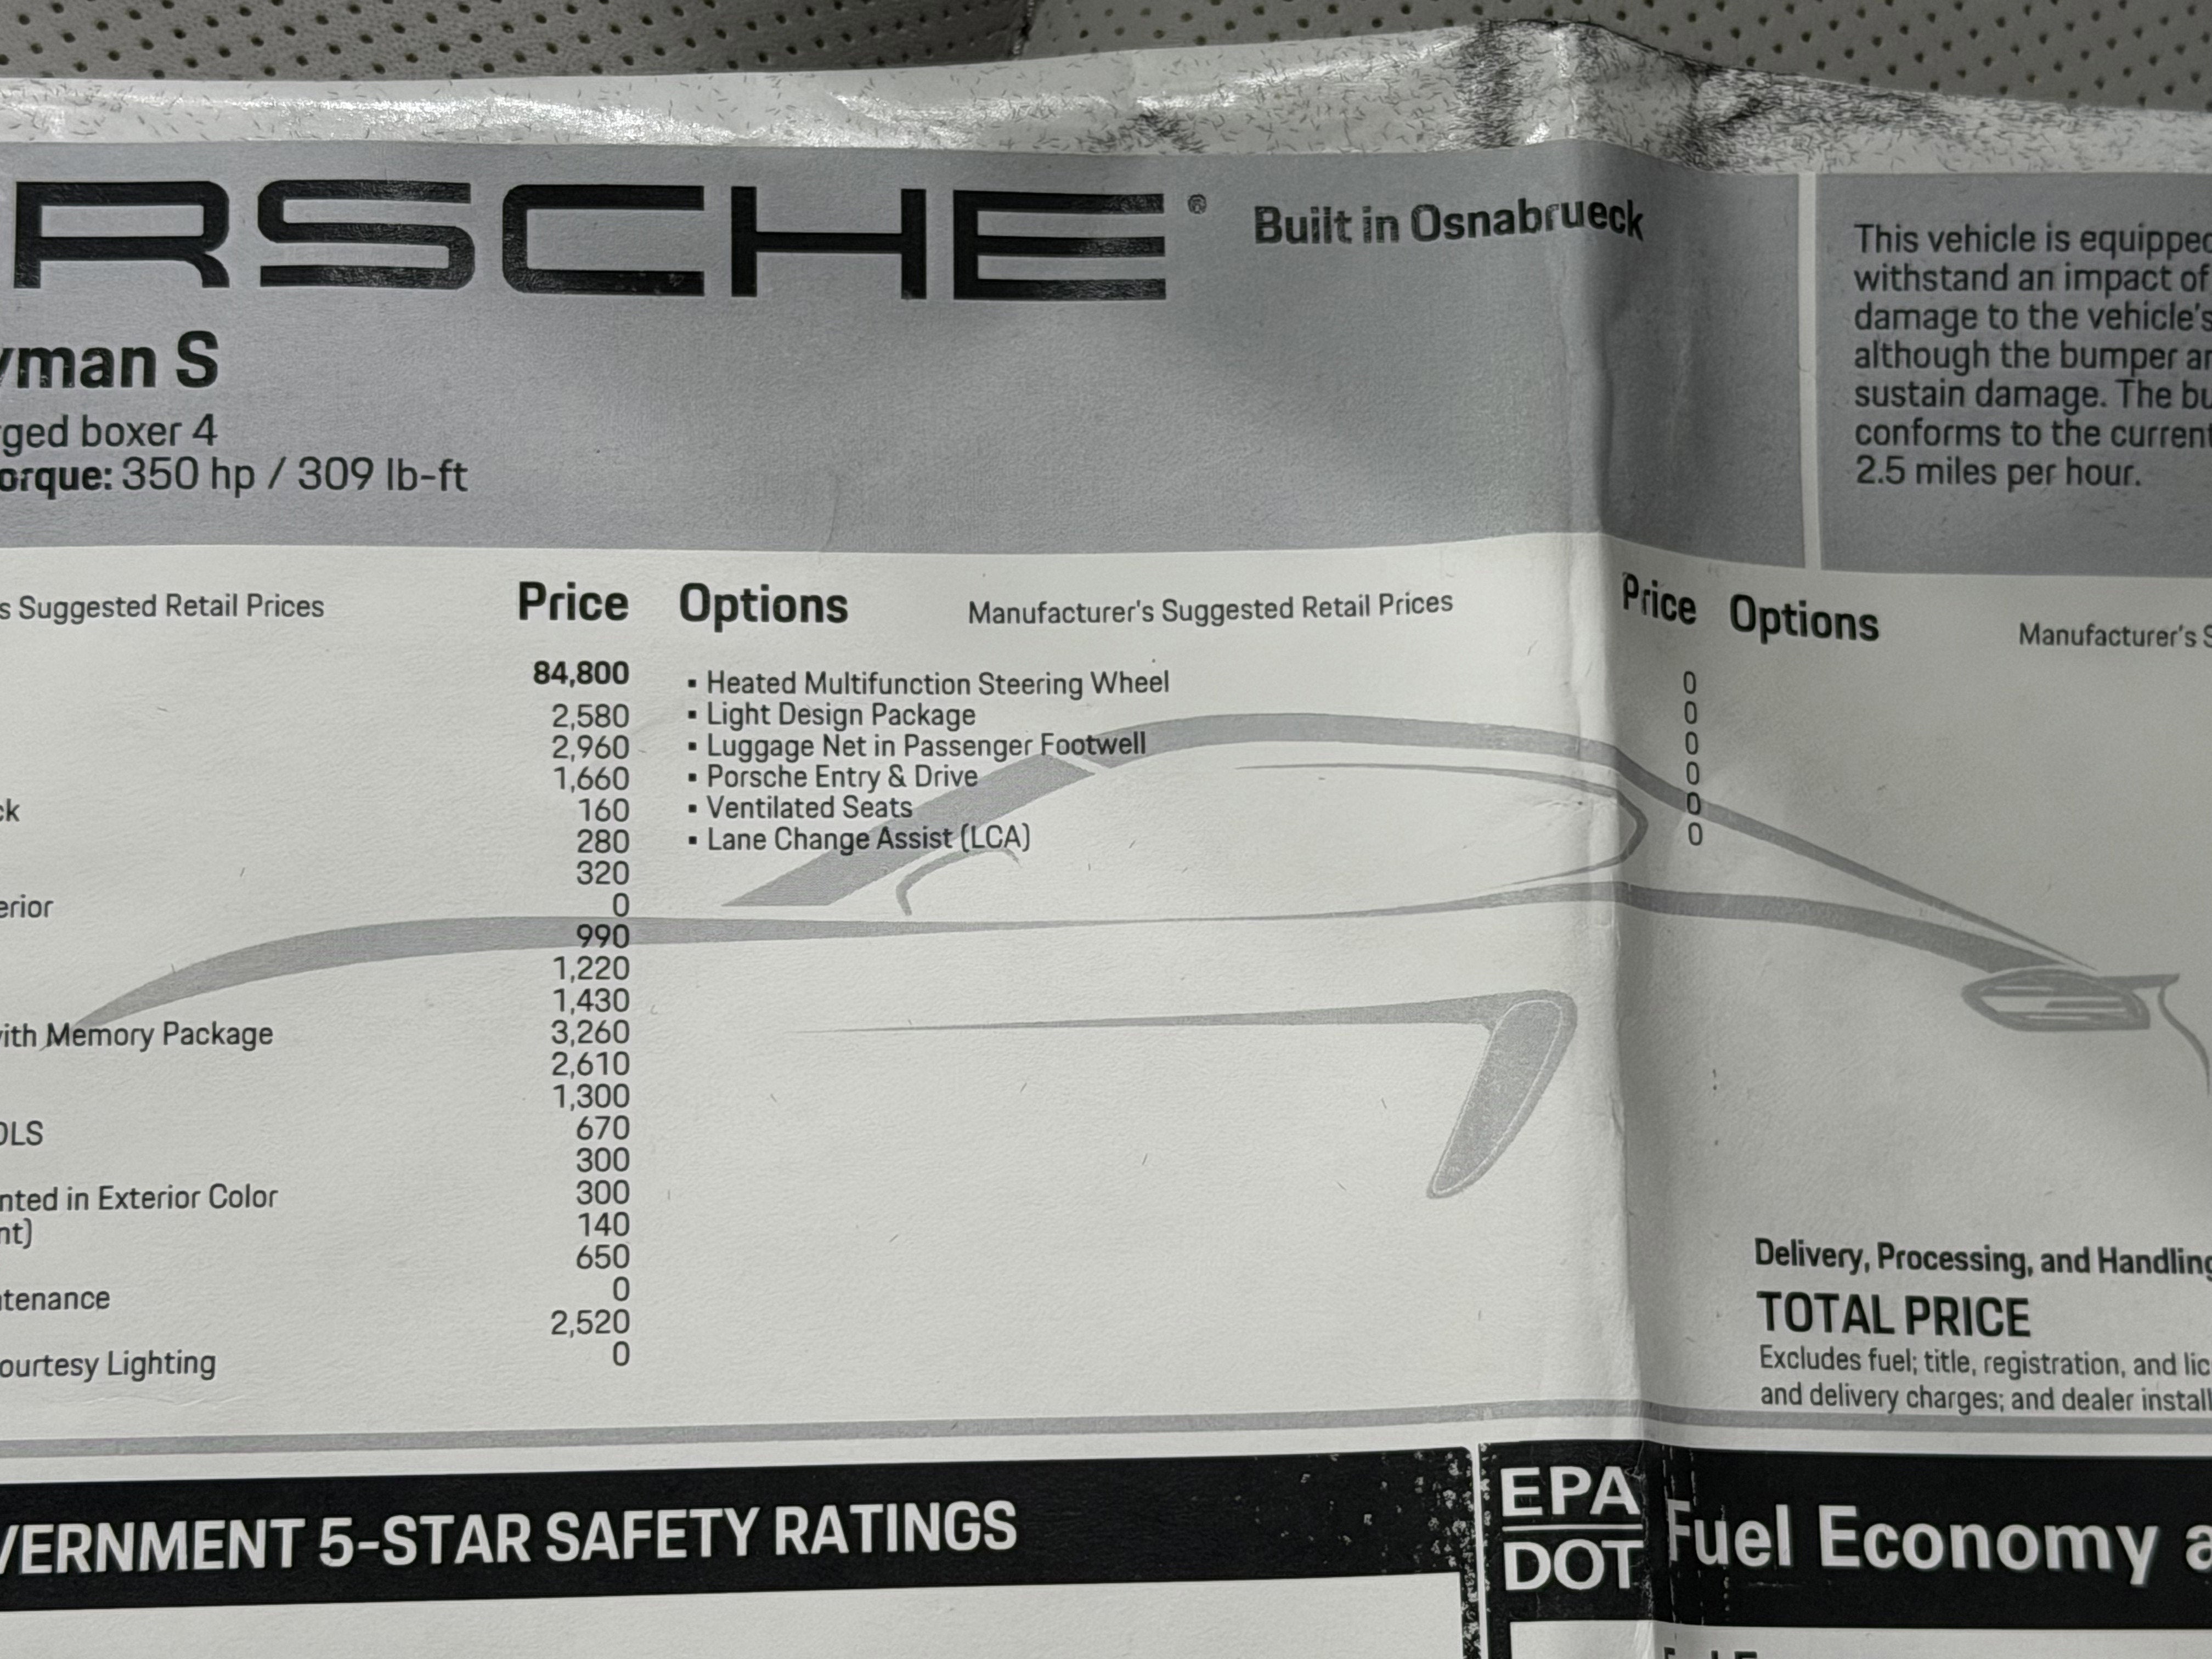 RSCHE® Built in Osnabrueck
yman S
rged boxer 4
orque: 350 hp / 309 lb-ft
This vehicle is equipped
withstand an impact of
damage to the vehicle's
although the bumper an
sustain damage. The bu
conforms to the current
2.5 miles per hour.
s Suggested Retail Prices Price
84,800
2,580
2,960
1,660
ck 160
280
320
erior 0
990
1,220
1,430
with Memory Package 3,260
2,610
1,300
OLS 670
300
nted in Exterior Color 300
nt) 140
650
ntenance 0
2,520
ourtesy Lighting 0
Options Manufacturer's Suggested Retail Prices Price
▪ Heated Multifunction Steering Wheel 0
▪ Light Design Package 0
▪ Luggage Net in Passenger Footwell 0
▪ Porsche Entry & Drive 0
▪ Ventilated Seats 0
▪ Lane Change Assist (LCA) 0
Options Manufacturer's S
Delivery, Processing, and Handling
TOTAL PRICE
Excludes fuel; title, registration, and lic
and delivery charges; and dealer install
VERNMENT 5-STAR SAFETY RATINGS
EPA
DOT
Fuel Economy a